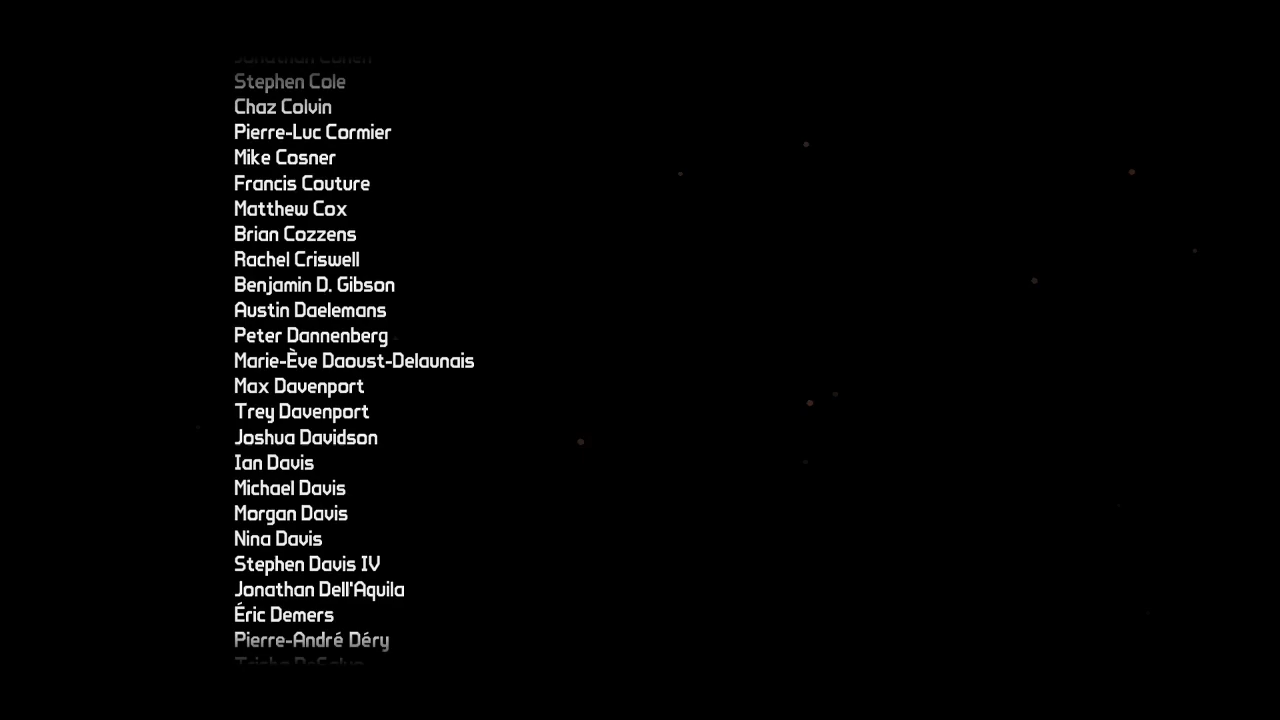 Jonathan Cohen
Stephen Cole
Chaz Colvin
Pierre-Luc Cormier
Mike Cosner
Francis Couture
Matthew Cox
Brian Cozzens
Rachel Criswell
Benjamin D. Gibson
Austin Daelemans
Peter Dannenberg
Marie-Ève Daoust-Delaunais
Max Davenport
Trey Davenport
Joshua Davidson
Ian Davis
Michael Davis
Morgan Davis
Nina Davis
Stephen Davis IV
Jonathan Dell'Aquila
Éric Demers
Pierre-André Déry